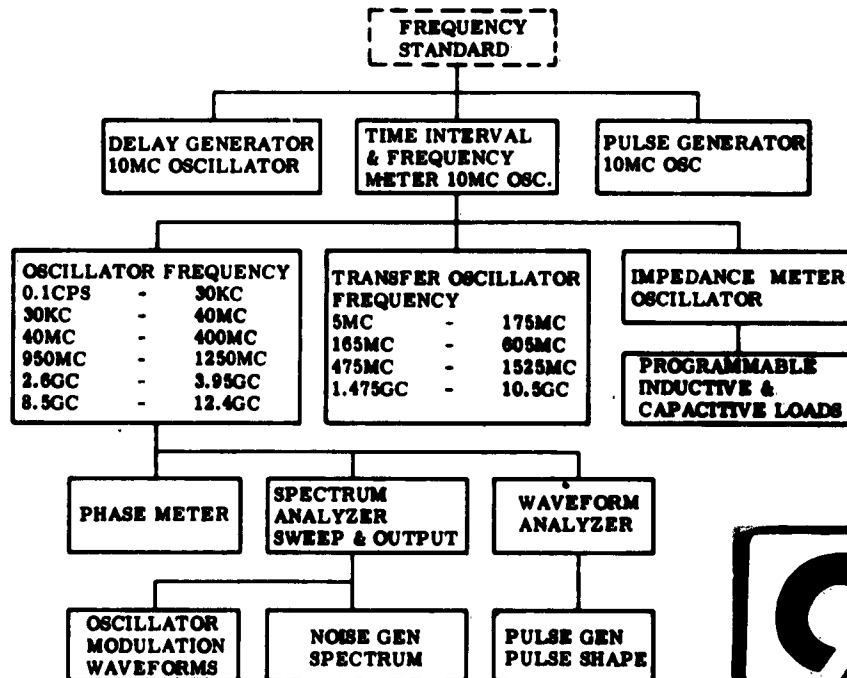 FREQUENCY
STANDARD
DELAY GENERATOR
10MC OSCILLATOR
TIME INTERVAL
& FREQUENCY
METER 10MC OSC.
PULSE GENERATOR
10MC OSC
OSCILLATOR FREQUENCY
0.1CPS - 30KC
30KC - 40MC
40MC - 400MC
950MC - 1250MC
2.6GC - 3.95GC
8.5GC - 12.4GC
TRANSFER OSCILLATOR
FREQUENCY
5MC - 175MC
165MC - 605MC
475MC - 1525MC
1.475GC - 10.5GC
IMPEDANCE METER
OSCILLATOR
PROGRAMMABLE
INDUCTIVE &
CAPACITIVE LOADS
PHASE METER
SPECTRUM
ANALYZER
SWEEP & OUTPUT
WAVEFORM
ANALYZER
OSCILLATOR
MODULATION
WAVEFORMS
NOISE GEN
SPECTRUM
PULSE GEN
PULSE SHAPE